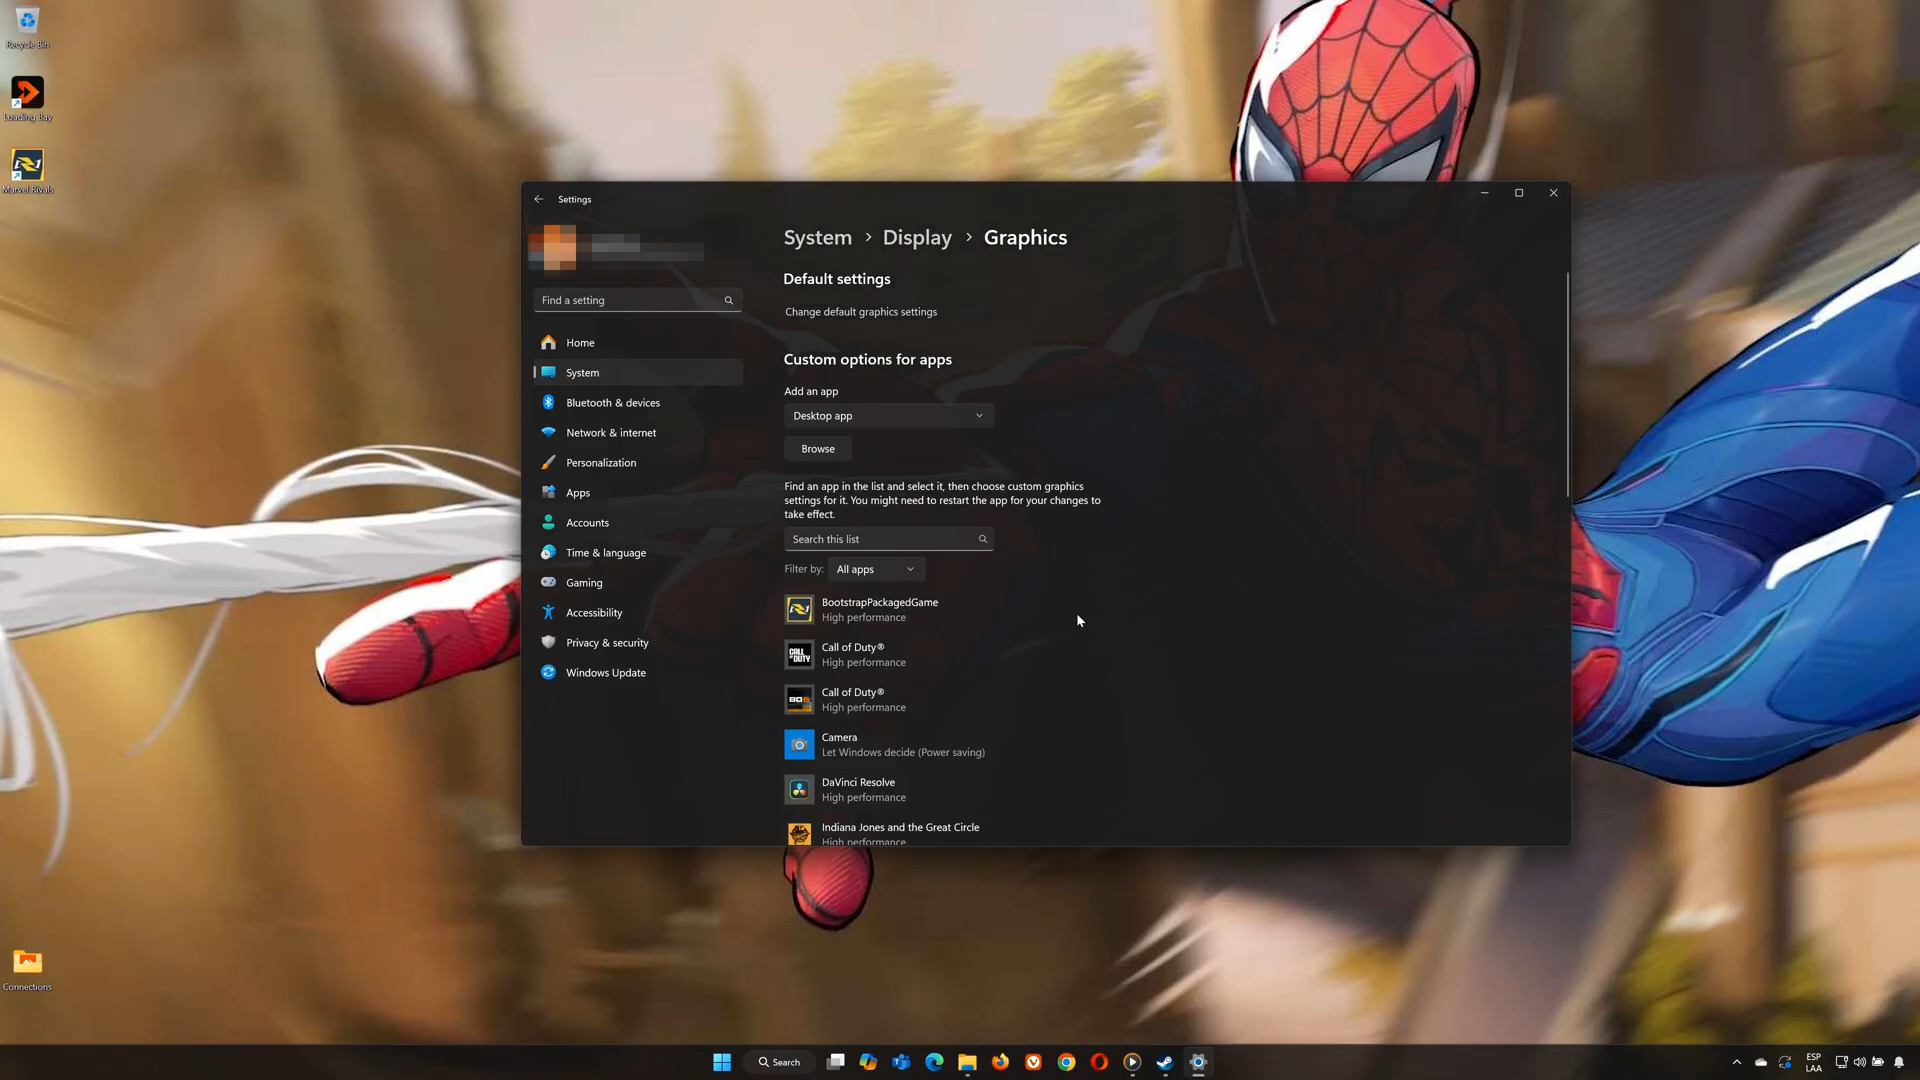 Recycle Bin
Loading Bay
Marvel Rivals
Connections
Settings
Find a setting
Home
System
Bluetooth & devices
Network & internet
Personalization
Apps
Accounts
Time & language
Gaming
Accessibility
Privacy & security
Windows Update
System > Display > Graphics
Default settings
Change default graphics settings
Custom options for apps
Add an app
Desktop app
Browse
Find an app in the list and select it, then choose custom graphics
settings for it. You might need to restart the app for your changes to
take effect.
Search this list
Filter by: All apps
BootstrapPackagedGame
High performance
CALL OF DUTY
Call of Duty®
High performance
BO6
Call of Duty®
High performance
Camera
Let Windows decide (Power saving)
DaVinci Resolve
High performance
Indiana Jones and the Great Circle
High performance
Search
ESP
LAA